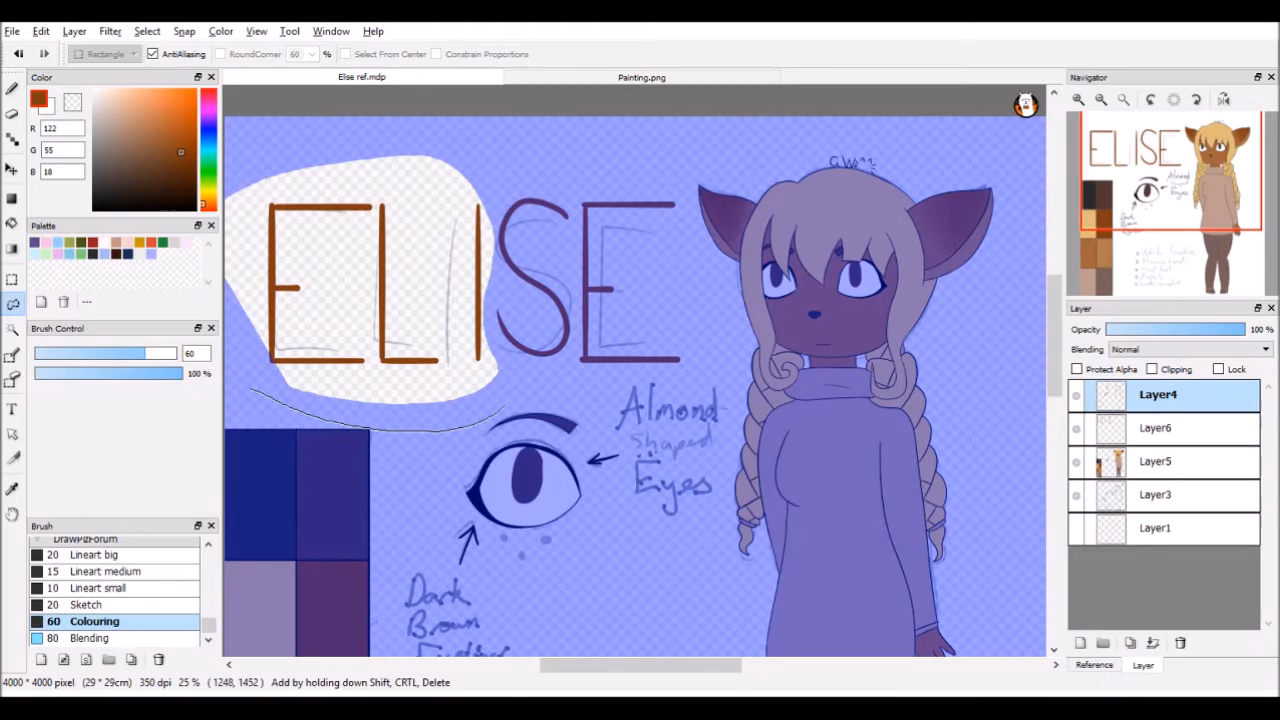 File Edit Layer Filter Select Snap Color View Tool Window Help
Rectangle AntiAliasing RoundCorner 60 % Select From Center Constrain Proportions
Color
Elise ref.mdp
Painting.png
Navigator
R 122
G 55
B 18
Palette
---
Brush Control
60
100 %
Brush
DrawPizForum
20 Lineart big
15 Lineart medium
10 Lineart small
20 Sketch
60 Colouring
80 Blending
ELISE
Almond
Shaped
Eyes
Dark
Brown
ELISE
Almond
Eyes
Layer
Opacity 100 %
Blending Normal
Protect Alpha Clipping Lock
Layer4
Layer6
Layer5
Layer3
Layer1
Reference Layer
4000 * 4000 pixel (29 * 29cm) 350 dpi 25 % ( 1248, 1452 ) Add by holding down Shift, CRTL, Delete